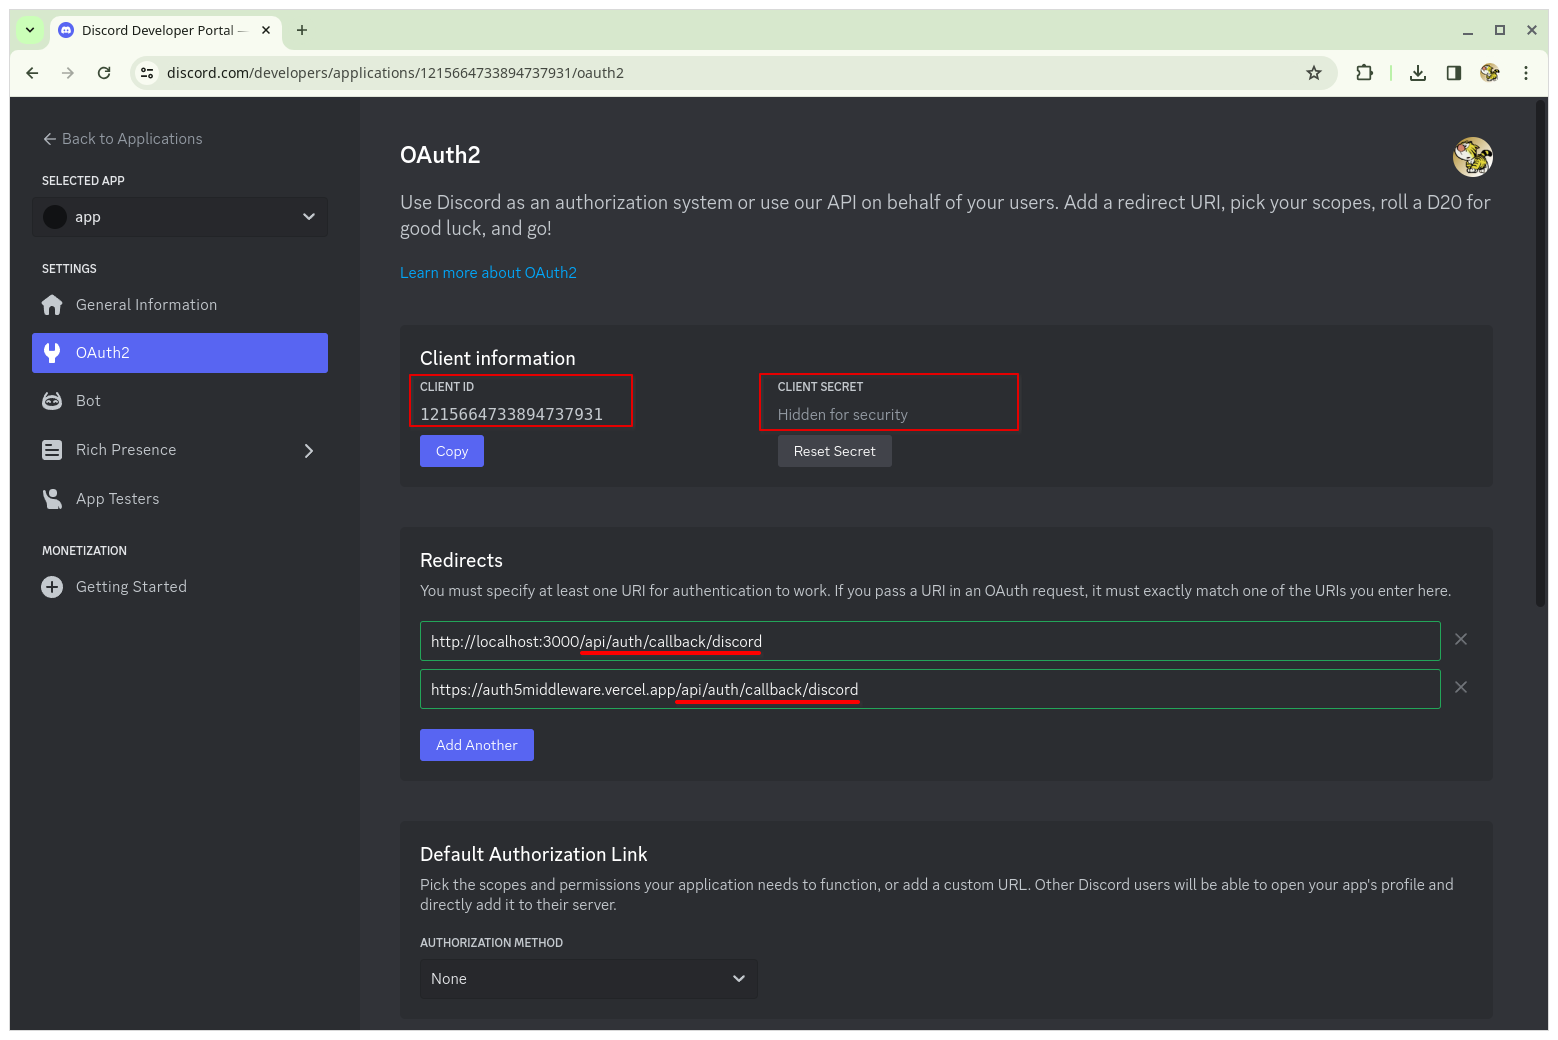 Discord Developer Portal —
discord.com/developers/applications/1215664733894737931/oauth2
Back to Applications
SELECTED APP
app
SETTINGS
General Information
OAuth2
Bot
Rich Presence
App Testers
MONETIZATION
Getting Started
OAuth2
Use Discord as an authorization system or use our API on behalf of your users. Add a redirect URI, pick your scopes, roll a D20 for
good luck, and go!
Learn more about OAuth2
Client information
CLIENT ID
1215664733894737931
Copy
CLIENT SECRET
Hidden for security
Reset Secret
Redirects
You must specify at least one URI for authentication to work. If you pass a URI in an OAuth request, it must exactly match one of the URIs you enter here.
http://localhost:3000/api/auth/callback/discord
https://auth5middleware.vercel.app/api/auth/callback/discord
Add Another
Default Authorization Link
Pick the scopes and permissions your application needs to function, or add a custom URL. Other Discord users will be able to open your app's profile and
directly add it to their server.
AUTHORIZATION METHOD
None